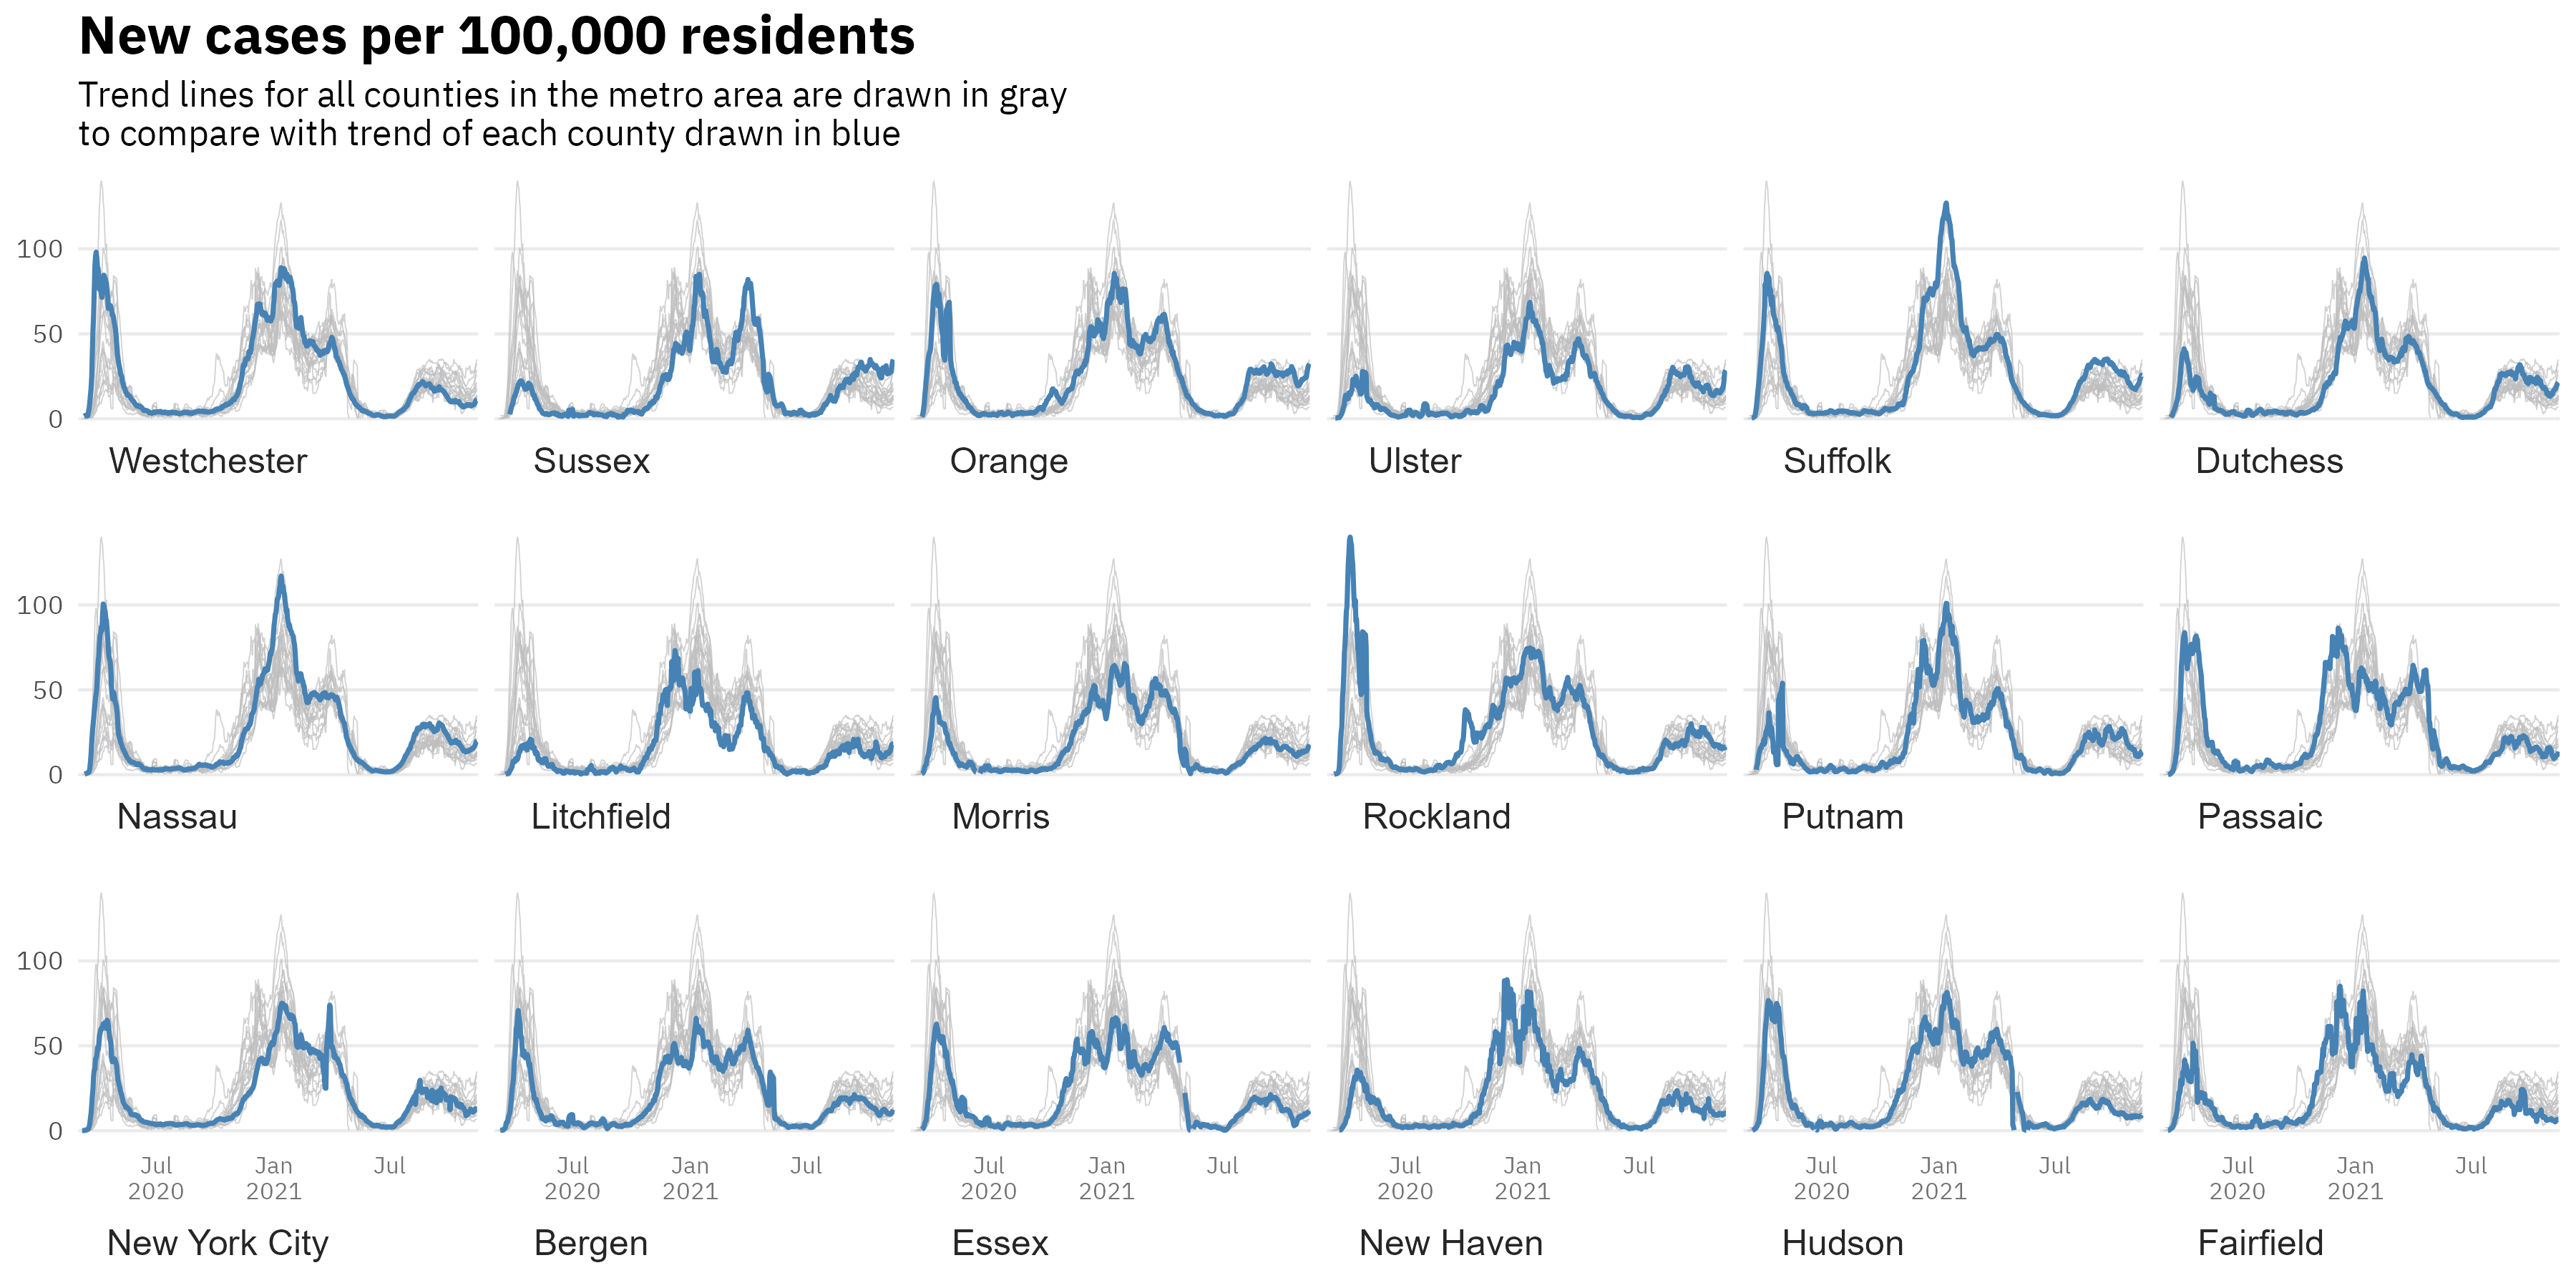 New cases per 100,000 residents
Trend lines for all counties in the metro area are drawn in gray
to compare with trend of each county drawn in blue
100
50
0
Westchester Sussex Orange Ulster Suffolk Dutchess
100
50
0
Nassau Litchfield Morris Rockland Putnam Passaic
100
50
0
Jul Jan Jul Jul Jan Jul Jul Jan Jul Jul Jan Jul Jul Jan Jul Jul Jan Jul
2020 2021 2020 2021 2020 2021 2020 2021 2020 2021 2020 2021
New York City Bergen Essex New Haven Hudson Fairfield